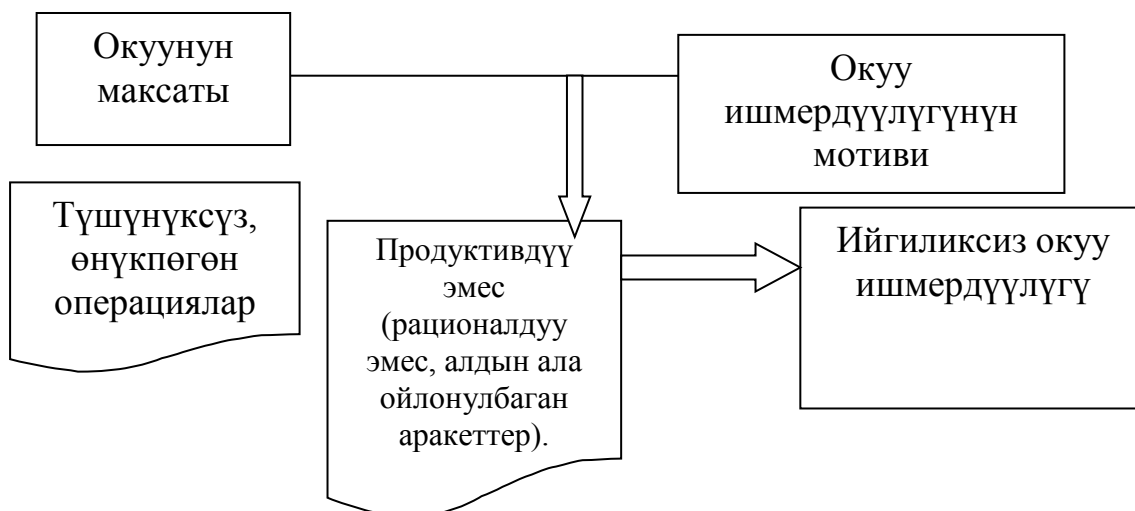 Окуунун
максаты
Окуу
ишмердүүлүгүнүн
мотиви
Түшүнүксүз,
өнүкпөгөн
операциялар
Продуктивдүү
эмес
(рационалдуу
эмес, алдын ала
ойлонулбаган
аракеттер).
Ийгиликсиз окуу
ишмердүүлүгү